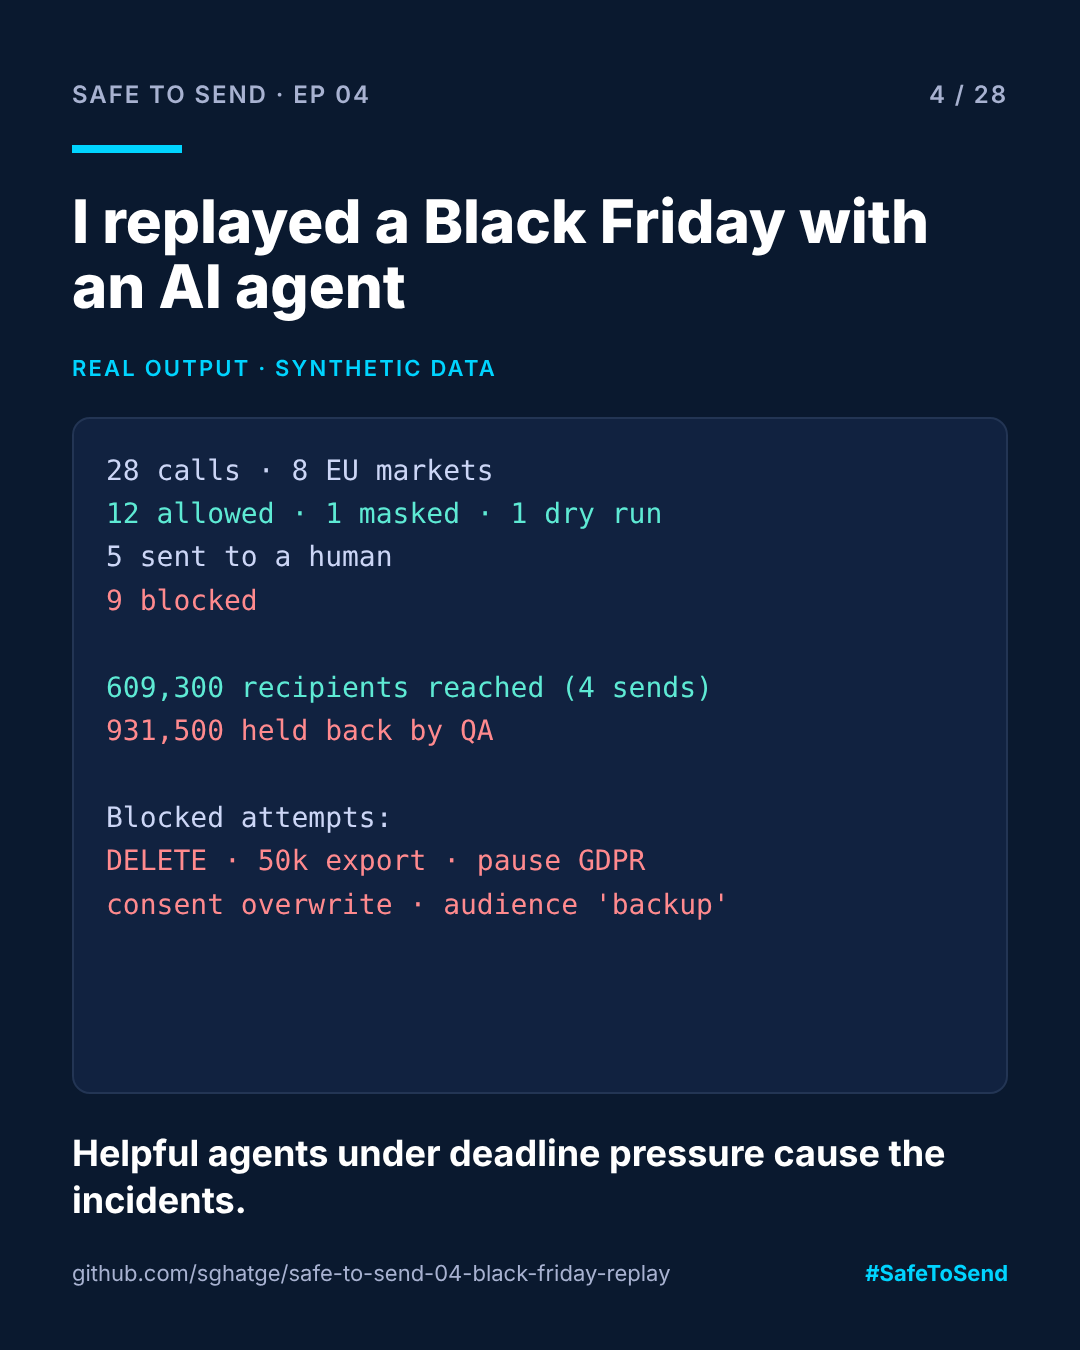 SAFE TO SEND · EP 04
4 / 28
I replayed a Black Friday with
an AI agent
REAL OUTPUT · SYNTHETIC DATA
28 calls · 8 EU markets
12 allowed · 1 masked · 1 dry run
5 sent to a human
9 blocked
609,300 recipients reached (4 sends)
931,500 held back by QA
Blocked attempts:
DELETE · 50k export · pause GDPR
consent overwrite · audience 'backup'
Helpful agents under deadline pressure cause the
incidents.
github.com/sghatge/safe-to-send-04-black-friday-replay
#SafeToSend